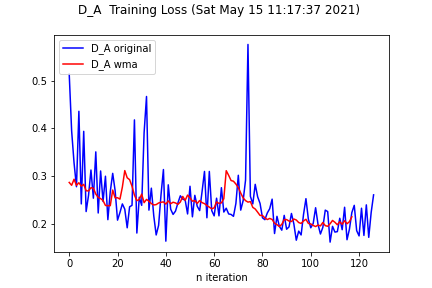 D_A Training Loss (Sat May 15 11:17:37 2021)
D_A original
D_A wma
0.5
0.4
0.3
0.2
0 20 40 60 80 100 120
n iteration